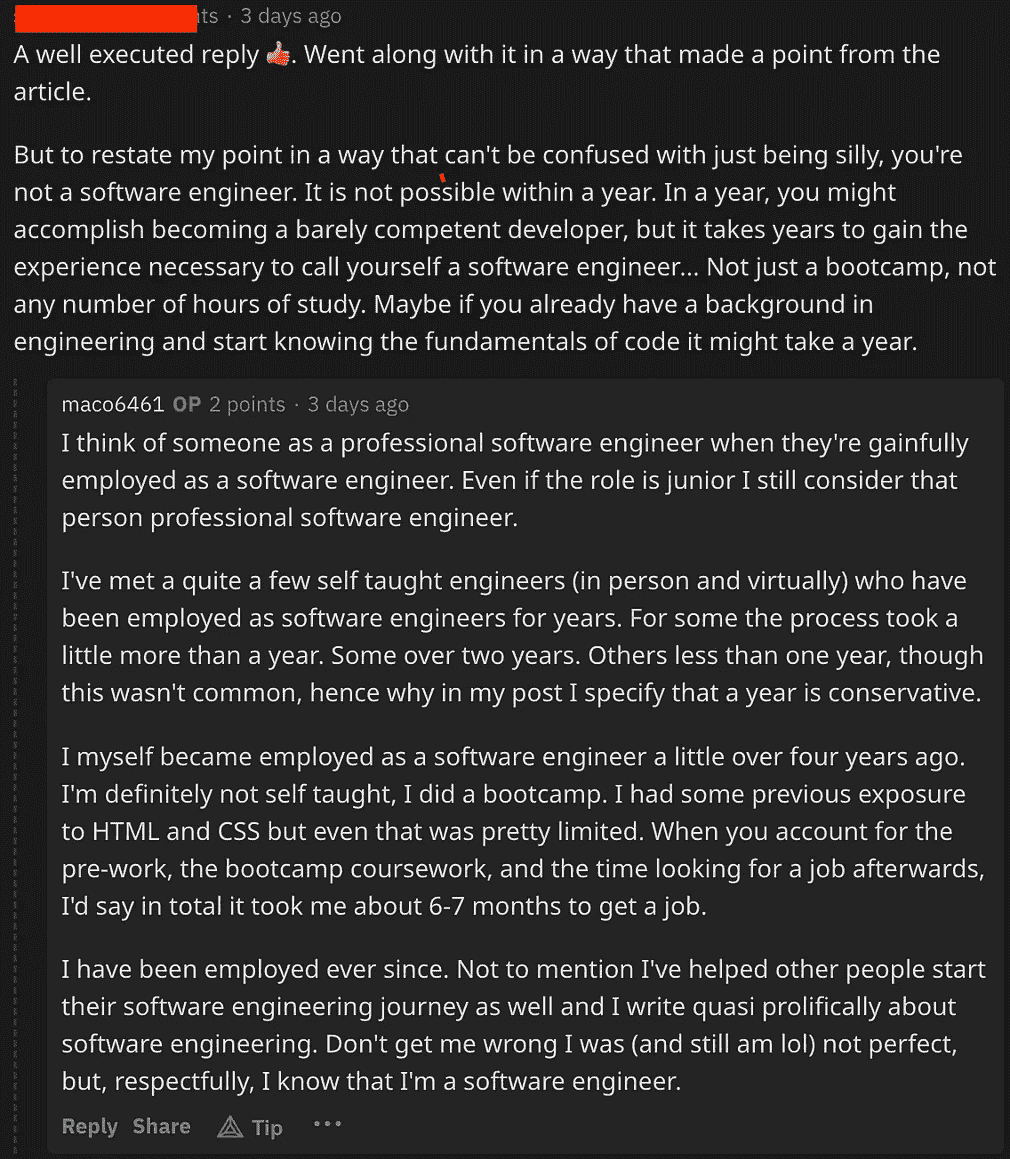 ts · 3 days ago
A well executed reply 👍. Went along with it in a way that made a point from the
article.
But to restate my point in a way that can't be confused with just being silly, you're
not a software engineer. It is not possible within a year. In a year, you might
accomplish becoming a barely competent developer, but it takes years to gain the
experience necessary to call yourself a software engineer... Not just a bootcamp, not
any number of hours of study. Maybe if you already have a background in
engineering and start knowing the fundamentals of code it might take a year.
maco6461 OP 2 points · 3 days ago
I think of someone as a professional software engineer when they're gainfully
employed as a software engineer. Even if the role is junior I still consider that
person professional software engineer.
I've met a quite a few self taught engineers (in person and virtually) who have
been employed as software engineers for years. For some the process took a
little more than a year. Some over two years. Others less than one year, though
this wasn't common, hence why in my post I specify that a year is conservative.
I myself became employed as a software engineer a little over four years ago.
I'm definitely not self taught, I did a bootcamp. I had some previous exposure
to HTML and CSS but even that was pretty limited. When you account for the
pre-work, the bootcamp coursework, and the time looking for a job afterwards,
I'd say in total it took me about 6-7 months to get a job.
I have been employed ever since. Not to mention I've helped other people start
their software engineering journey as well and I write quasi prolifically about
software engineering. Don't get me wrong I was (and still am lol) not perfect,
but, respectfully, I know that I'm a software engineer.
Reply Share Tip ···